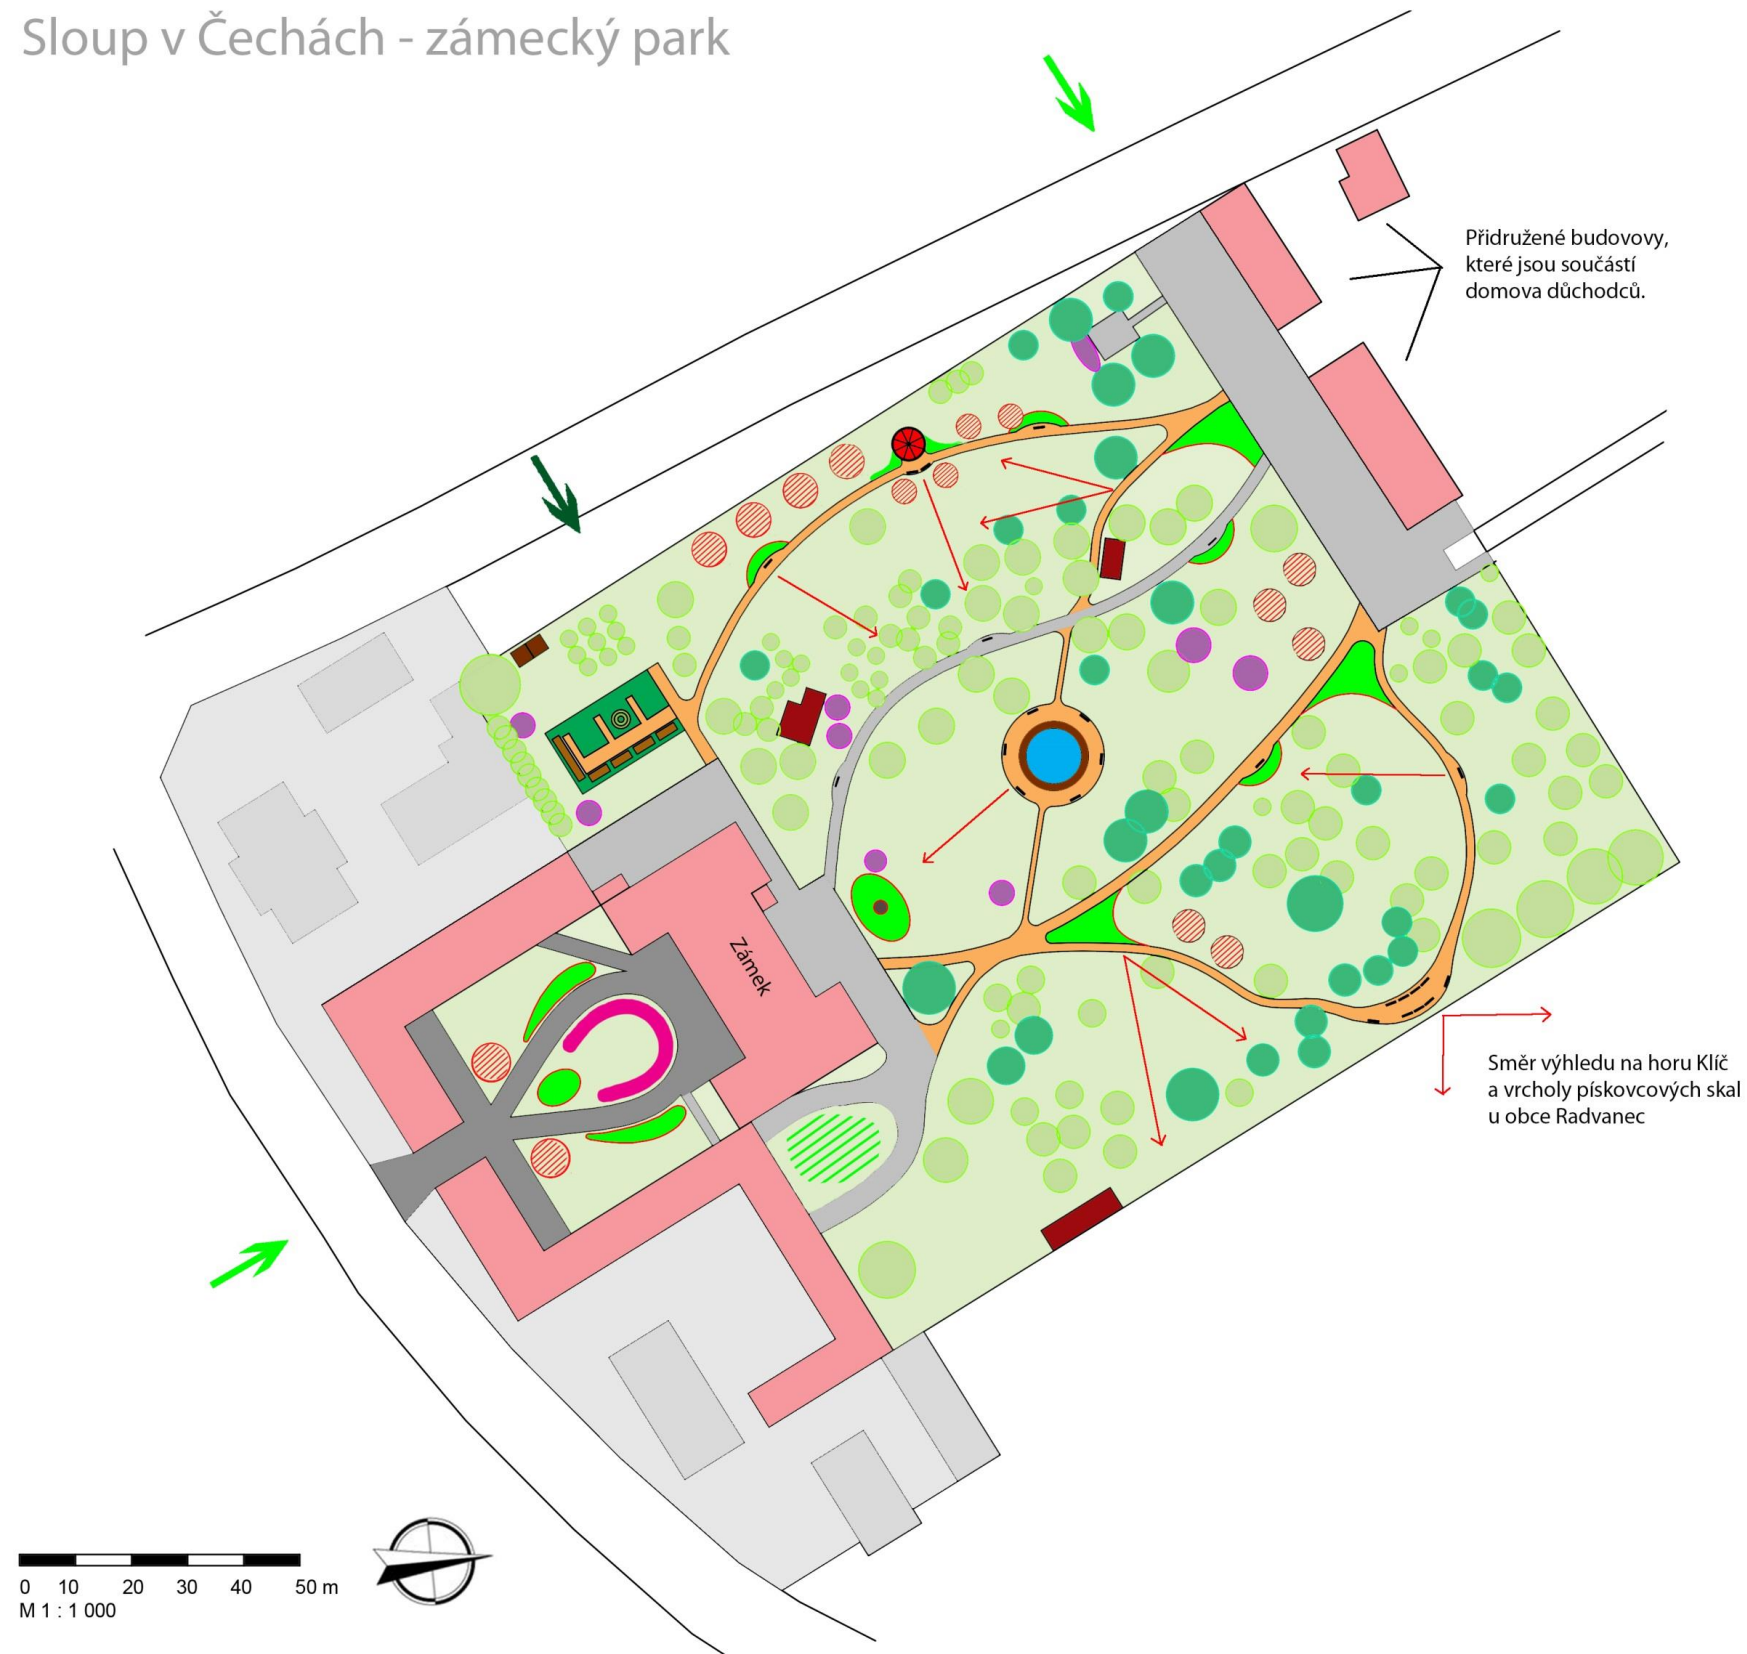 Sloup v Čechách - zámecký park
Přidružené budovovy,
které jsou součástí
domova důchodců.
Zámek
Směr výhledu na horu Klíč
a vrcholy pískovcových skal
u obce Radvanec
0 10 20 30 40 50 m
M 1 : 1 000